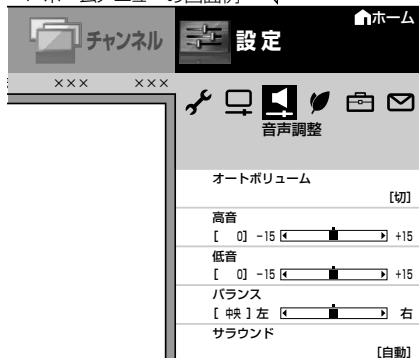 ホーム
チャンネル
設定
××× ×××
音声調整
オートボリューム
[切]
高音
[ 0] -15 +15
低音
[ 0] -15 +15
バランス
[ 中央 ] 左 右
サラウンド
[自動]